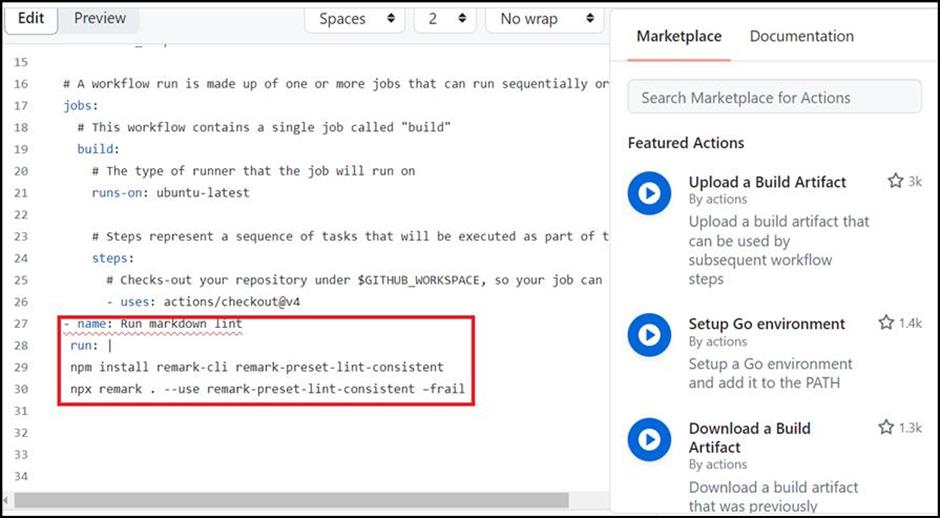 Edit Preview Spaces 2 No wrap
15
16 # A workflow run is made up of one or more jobs that can run sequentially or
17 jobs:
18 # This workflow contains a single job called "build"
19 build:
20 # The type of runner that the job will run on
21 runs-on: ubuntu-latest
22
23 # Steps represent a sequence of tasks that will be executed as part of t
24 steps:
25 # Checks-out your repository under $GITHUB_WORKSPACE, so your job can
26 - uses: actions/checkout@v4
27 - name: Run markdown lint
28 run: |
29 npm install remark-cli remark-preset-lint-consistent
30 npx remark . --use remark-preset-lint-consistent –frail
31
32
33
34
Marketplace Documentation
Search Marketplace for Actions
Featured Actions
Upload a Build Artifact 3k
By actions
Upload a build artifact that
can be used by
subsequent workflow
steps
Setup Go environment 1.4k
By actions
Setup a Go environment
and add it to the PATH
Download a Build 1.3k
Artifact
By actions
Download a build artifact
that was previously